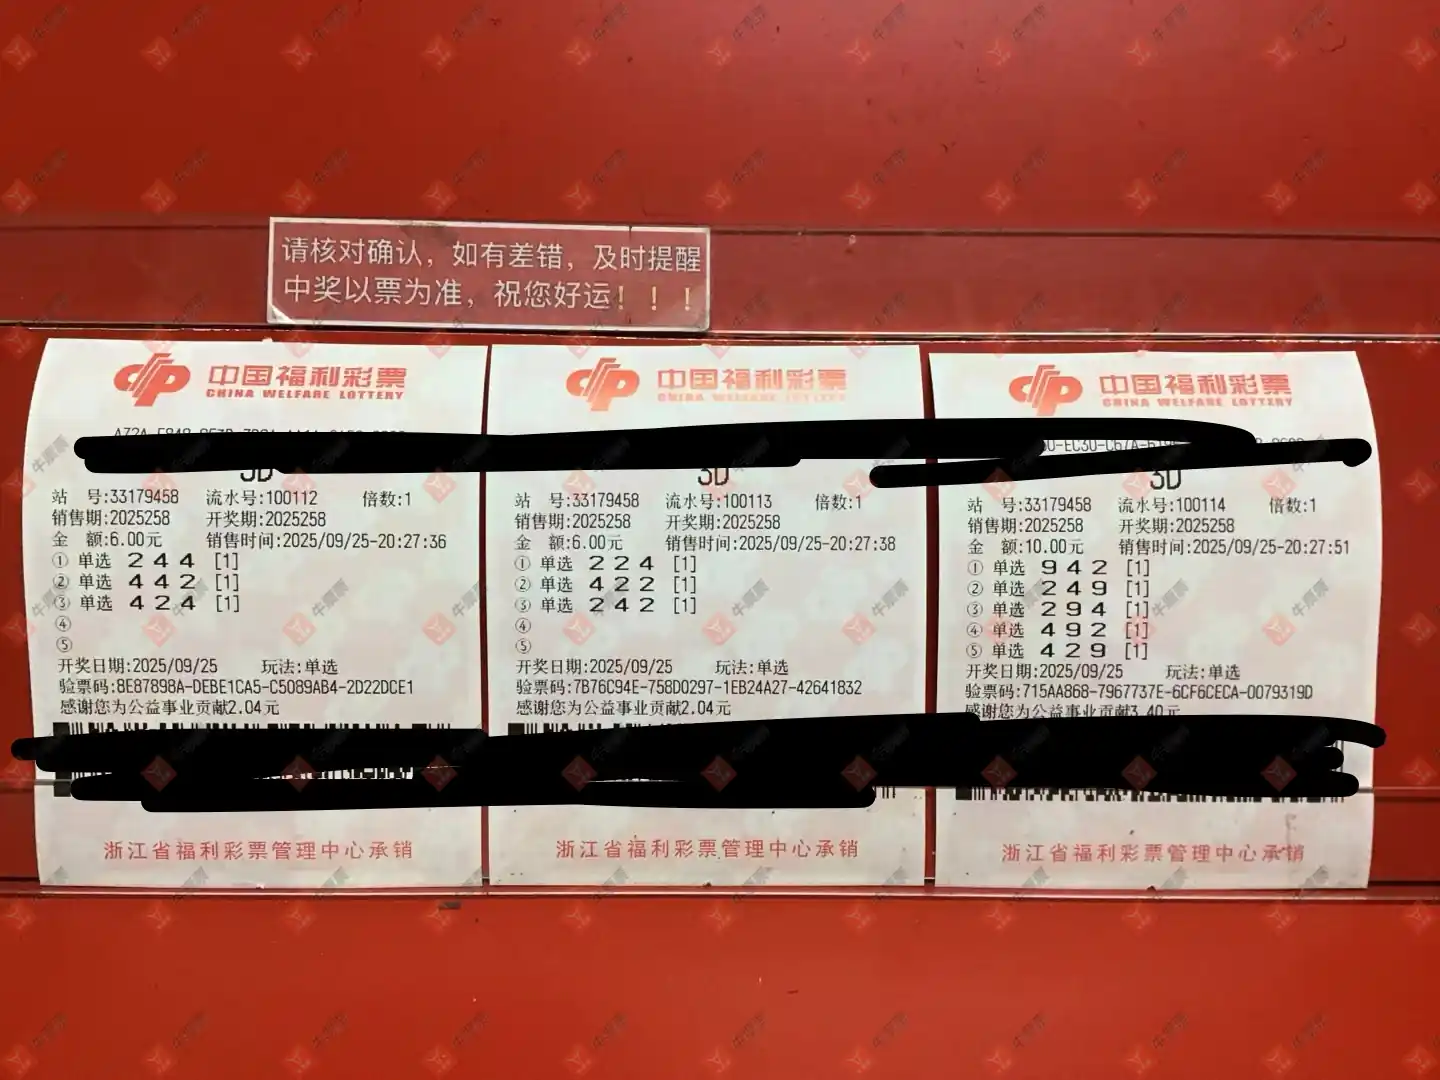 请核对确认，如有差错，及时提醒
中奖以票为准，祝您好运！！！
中国福利彩票
CHINA WELFARE LOTTERY
3D
站 号:33179458 流水号:100112 倍数:1
销售期:2025258 开奖期:2025258
金 额:6.00元 销售时间:2025/09/25-20:27:36
① 单选 2 4 4 [1]
② 单选 4 4 2 [1]
③ 单选 4 2 4 [1]
④
⑤
开奖日期:2025/09/25 玩法:单选
验票码:8E87898A-DEBE1CA5-C5089AB4-2D22DCE1
感谢您为公益事业贡献2.04元
浙江省福利彩票管理中心承销
中国福利彩票
CHINA WELFARE LOTTERY
3D
站 号:33179458 流水号:100113 倍数:1
销售期:2025258 开奖期:2025258
金 额:6.00元 销售时间:2025/09/25-20:27:38
① 单选 2 2 4 [1]
② 单选 4 2 2 [1]
③ 单选 2 4 2 [1]
④
⑤
开奖日期:2025/09/25 玩法:单选
验票码:7B76C94E-758D0297-1EB24A27-42641832
感谢您为公益事业贡献2.04元
浙江省福利彩票管理中心承销
中国福利彩票
CHINA WELFARE LOTTERY
3D
站 号:33179458 流水号:100114 倍数:1
销售期:2025258 开奖期:2025258
金 额:10.00元 销售时间:2025/09/25-20:27:51
① 单选 9 4 2 [1]
② 单选 2 4 9 [1]
③ 单选 2 9 4 [1]
④ 单选 4 9 2 [1]
⑤ 单选 4 2 9 [1]
开奖日期:2025/09/25 玩法:单选
验票码:715AA868-7967737E-6CF6CECA-0079319D
感谢您为公益事业贡献3.40元
浙江省福利彩票管理中心承销